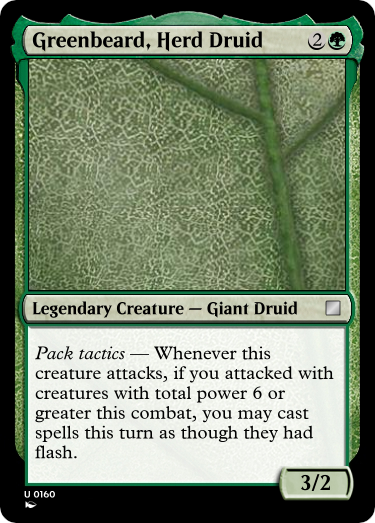 Greenbeard, Herd Druid 2
Legendary Creature — Giant Druid
Pack tactics — Whenever this
creature attacks, if you attacked with
creatures with total power 6 or
greater this combat, you may cast
spells this turn as though they had
flash.
3/2
U 0160